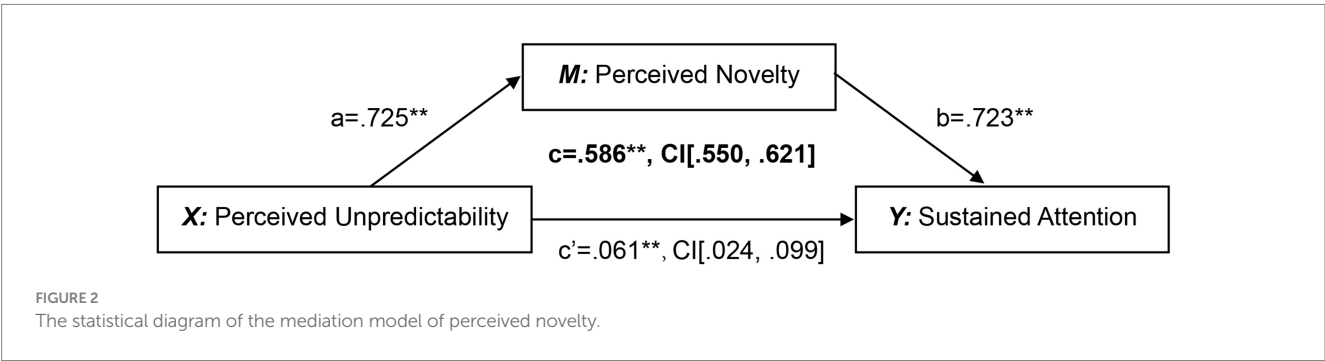 M: Perceived Novelty
a=.725**
b=.723**
c=.586**, CI[.550, .621]
X: Perceived Unpredictability
Y: Sustained Attention
c’=.061**, CI[.024, .099]
FIGURE 2
The statistical diagram of the mediation model of perceived novelty.